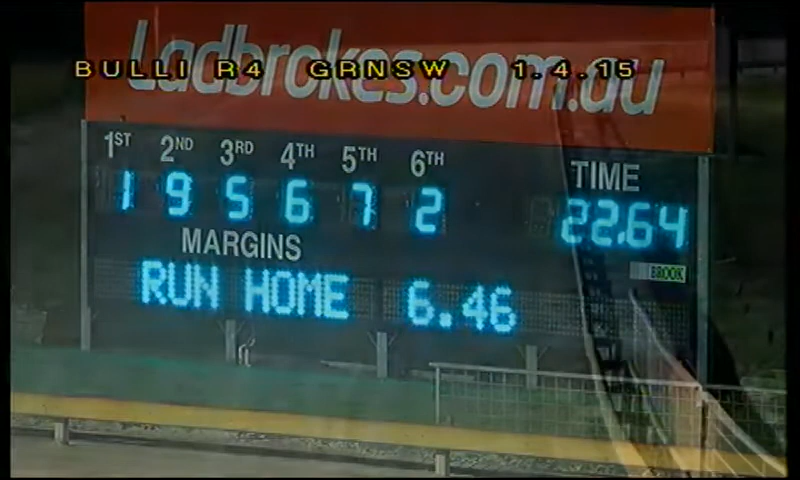 Ladbrokes.com.au
BULLI R4 GRNSW 1.4.15
1ST 2ND 3RD 4TH 5TH 6TH TIME
1 9 5 6 7 2 22.64
MARGINS
BROOK
RUN HOME 6.46